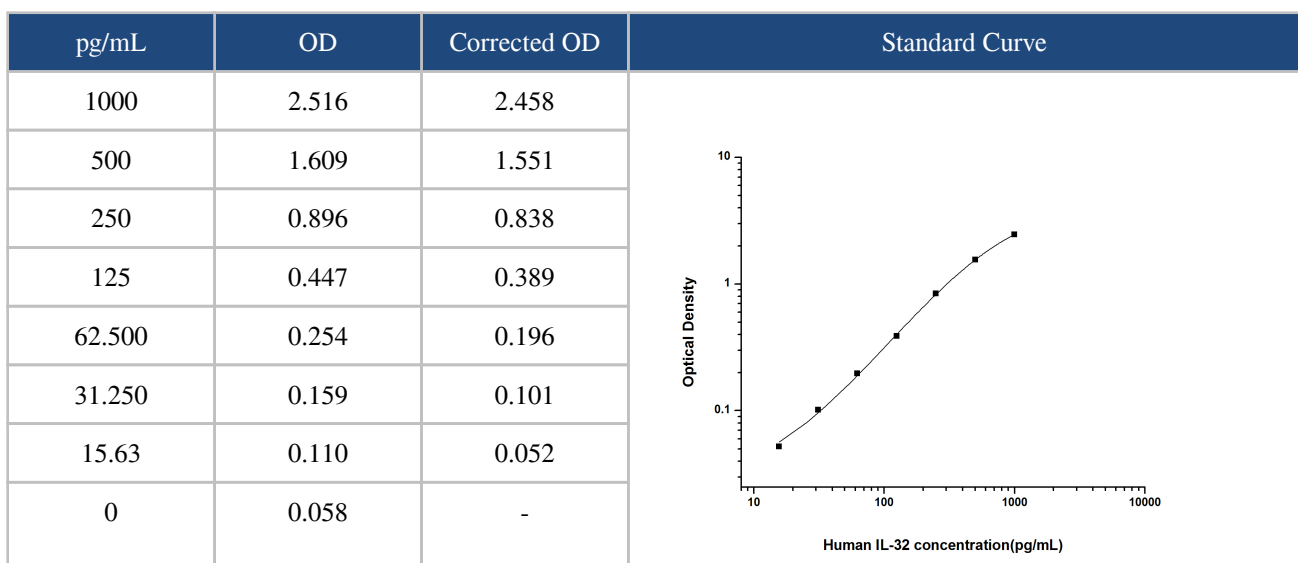 pg/mL OD Corrected OD Standard Curve
1000 2.516 2.458
500 1.609 1.551
250 0.896 0.838
125 0.447 0.389
62.500 0.254 0.196
31.250 0.159 0.101
15.63 0.110 0.052
0 0.058 -
10
1
0.1
Optical Density
10 100 1000 10000
Human IL-32 concentration(pg/mL)